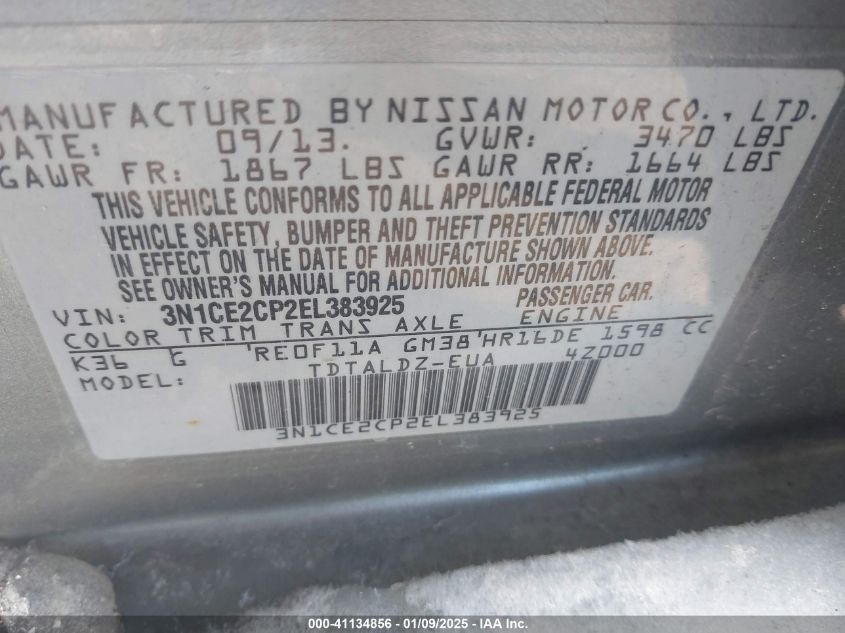 MANUFACTURED BY NISSAN MOTOR CO., LTD.
DATE: 09/13. GVWR: 3470 LBS
GAWR FR: 1867 LBS GAWR RR: 1664 LBS
THIS VEHICLE CONFORMS TO ALL APPLICABLE FEDERAL MOTOR
VEHICLE SAFETY, BUMPER AND THEFT PREVENTION STANDARDS
IN EFFECT ON THE DATE OF MANUFACTURE SHOWN ABOVE.
SEE OWNER'S MANUAL FOR ADDITIONAL INFORMATION.
VIN: 3N1CE2CP2EL383925 PASSENGER CAR.
COLOR TRIM TRANS AXLE ENGINE
K36 G 'RE0F11A GM38'HR16DE 1598 CC
MODEL: TDTALDZ-EUA 4Z000
3N1CE2CP2EL383925
000-41134856 - 01/09/2025 - IAA Inc.